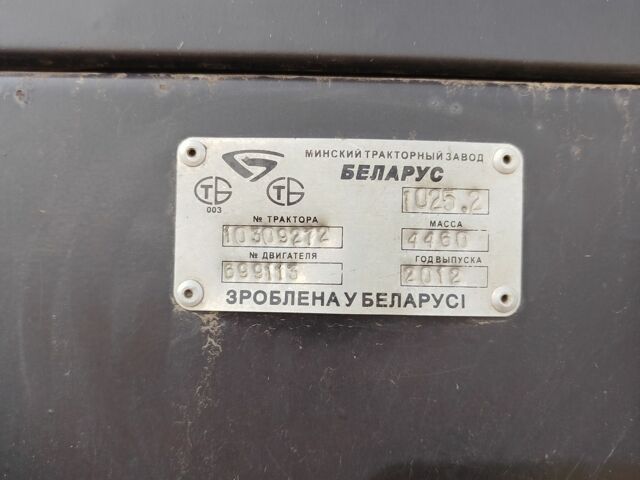 МИНСКИЙ ТРАКТОРНЫЙ ЗАВОД
БЕЛАРУС
1025.2
003
№ ТРАКТОРА
МАССА
10309212
4460
№ ДВИГАТЕЛЯ
ГОД ВЫПУСКА
699113
2012
ЗРОБЛЕНА У БЕЛАРУСІ